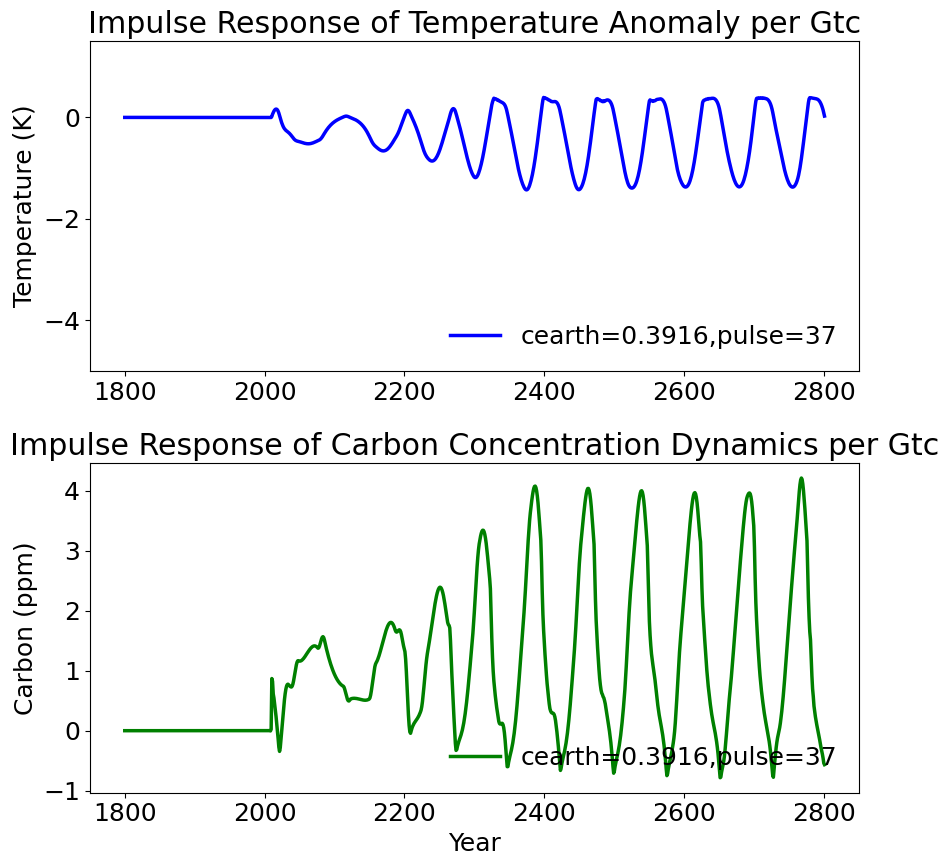 Impulse Response of Temperature Anomaly per Gtc
0
−2
−4
Temperature (K)
cearth=0.3916,pulse=37
1800 2000 2200 2400 2600 2800
Impulse Response of Carbon Concentration Dynamics per Gtc
4
3
2
1
0
−1
Carbon (ppm)
cearth=0.3916,pulse=37
1800 2000 2200 2400 2600 2800
Year